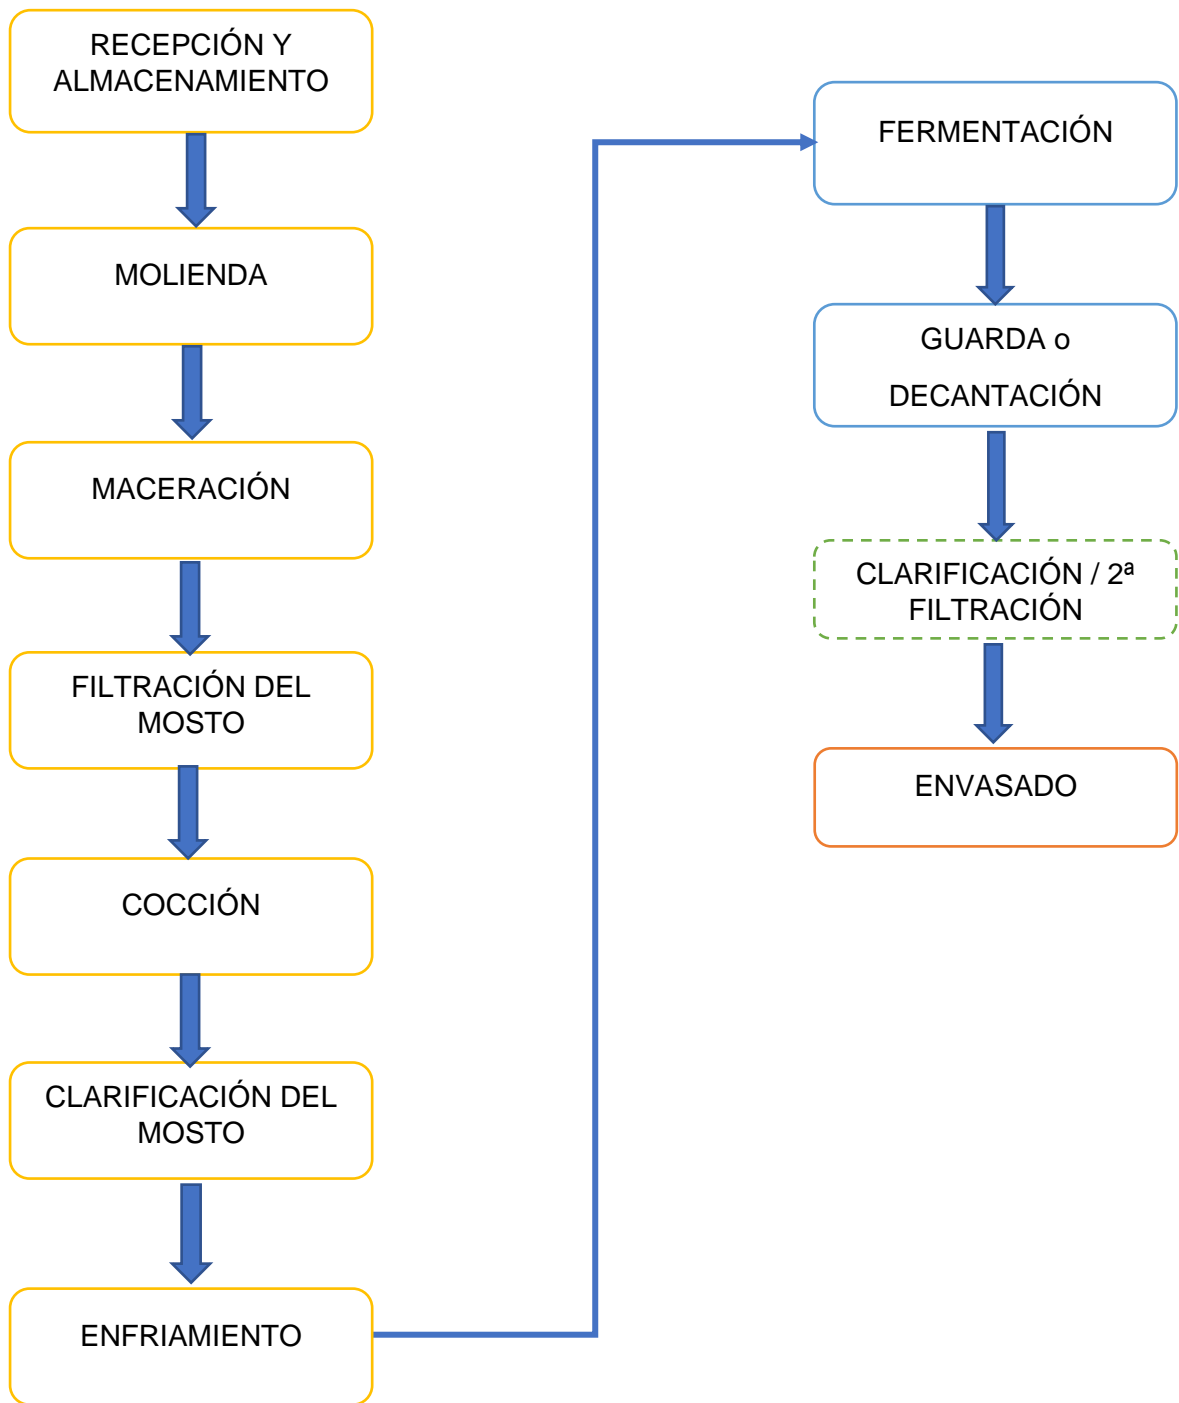 RECEPCIÓN Y
ALMACENAMIENTO
MOLIENDA
MACERACIÓN
FILTRACIÓN DEL
MOSTO
COCCIÓN
CLARIFICACIÓN DEL
MOSTO
ENFRIAMIENTO
FERMENTACIÓN
GUARDA o
DECANTACIÓN
CLARIFICACIÓN / 2ª
FILTRACIÓN
ENVASADO